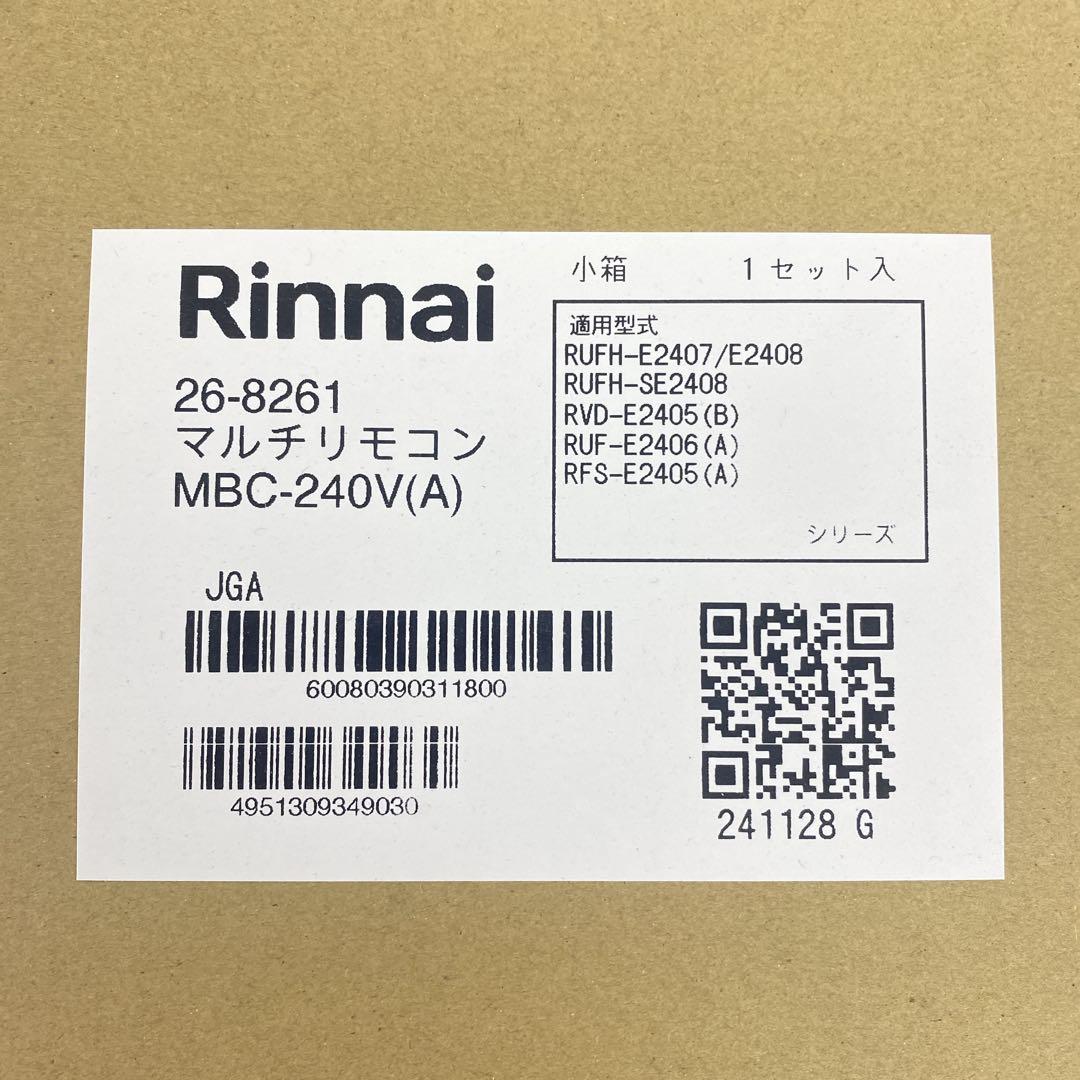 Rinnai
26-8261
マルチリモコン
MBC-240V(A)
小箱 1セット入
適用型式
RUFH-E2407/E2408
RUFH-SE2408
RVD-E2405(B)
RUF-E2406(A)
RFS-E2405(A)
シリーズ
JGA
60080390311800
4951309349030
241128 G